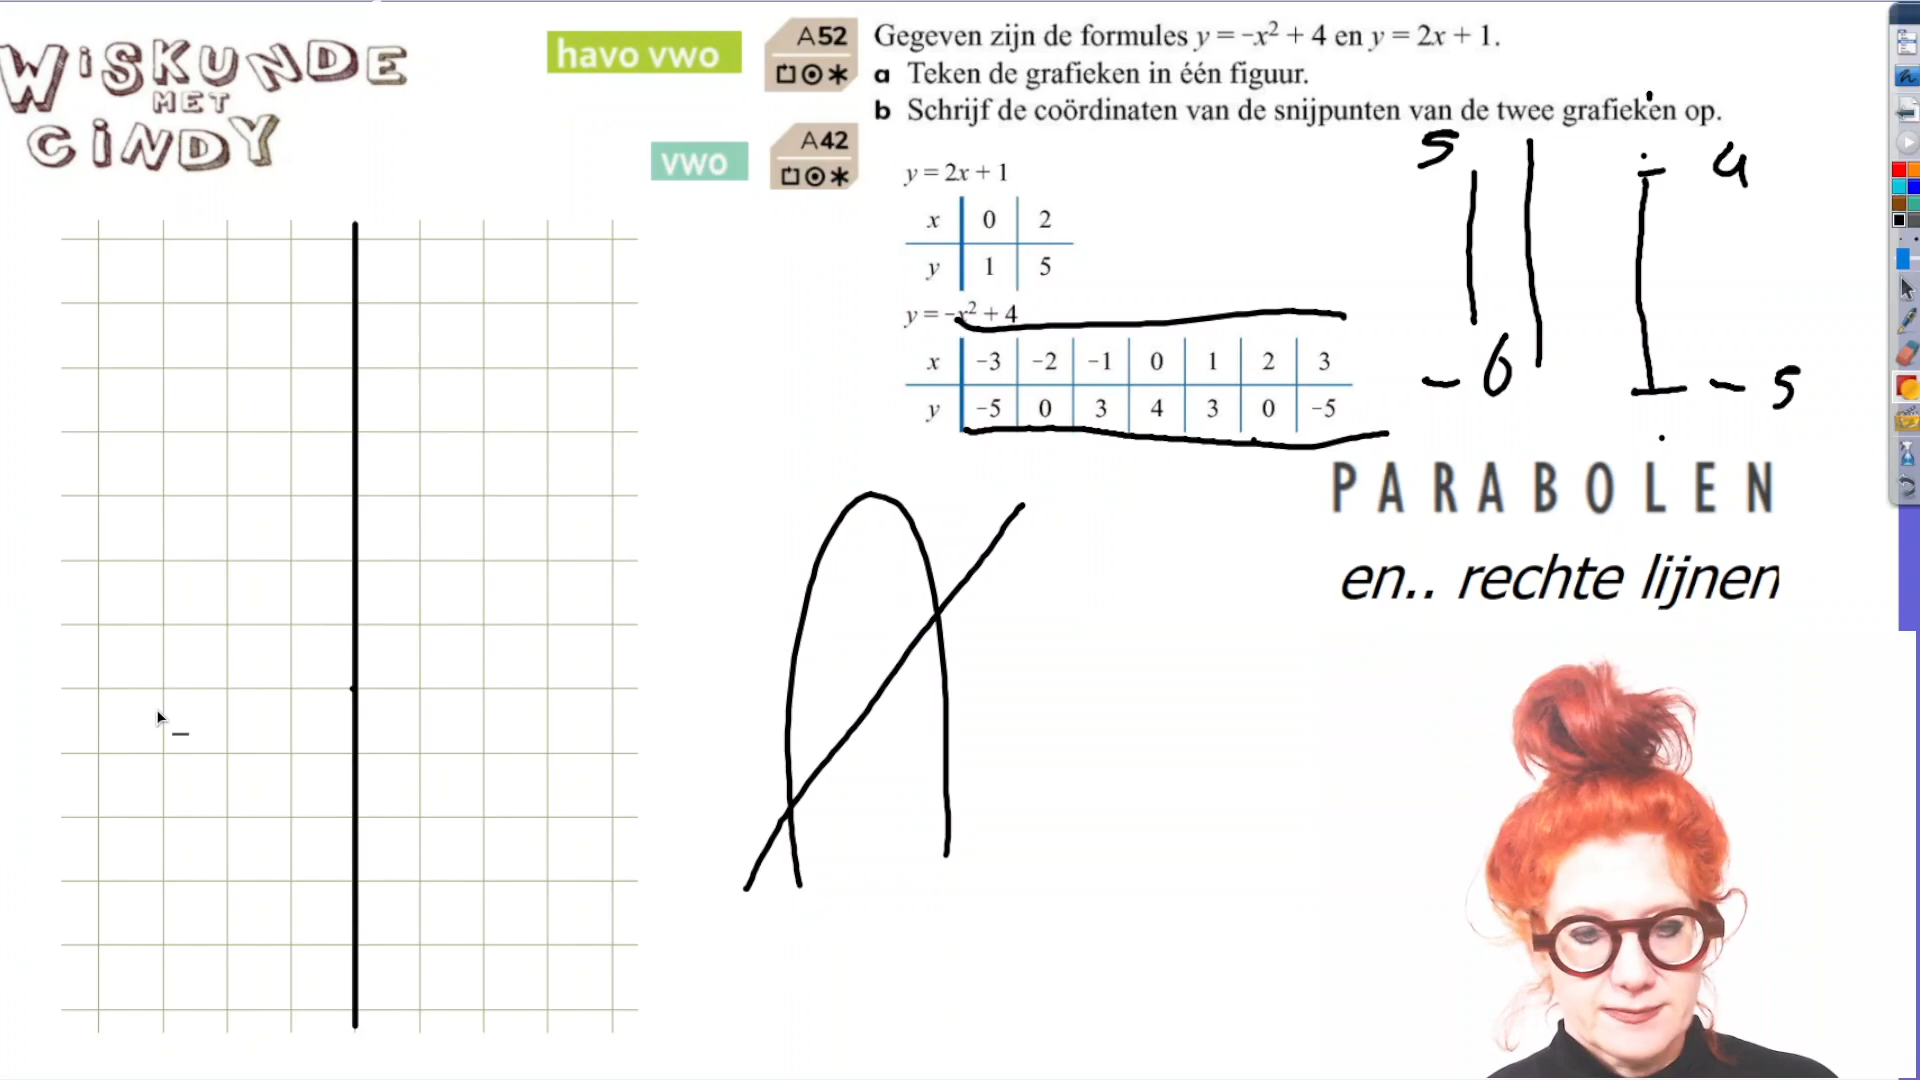 WiSKUNDE
MET
CiNDY
havo vwo
A52
Gegeven zijn de formules y = −x² + 4 en y = 2x + 1.
a Teken de grafieken in één figuur.
b Schrijf de coördinaten van de snijpunten van de twee grafieken op.
vwo
A42
y = 2x + 1
x 0 2
y 1 5
y = −x² + 4
x −3 −2 −1 0 1 2 3
y −5 0 3 4 3 0 −5
5
4
− 6
− 5
PARABOLEN
en.. rechte lijnen